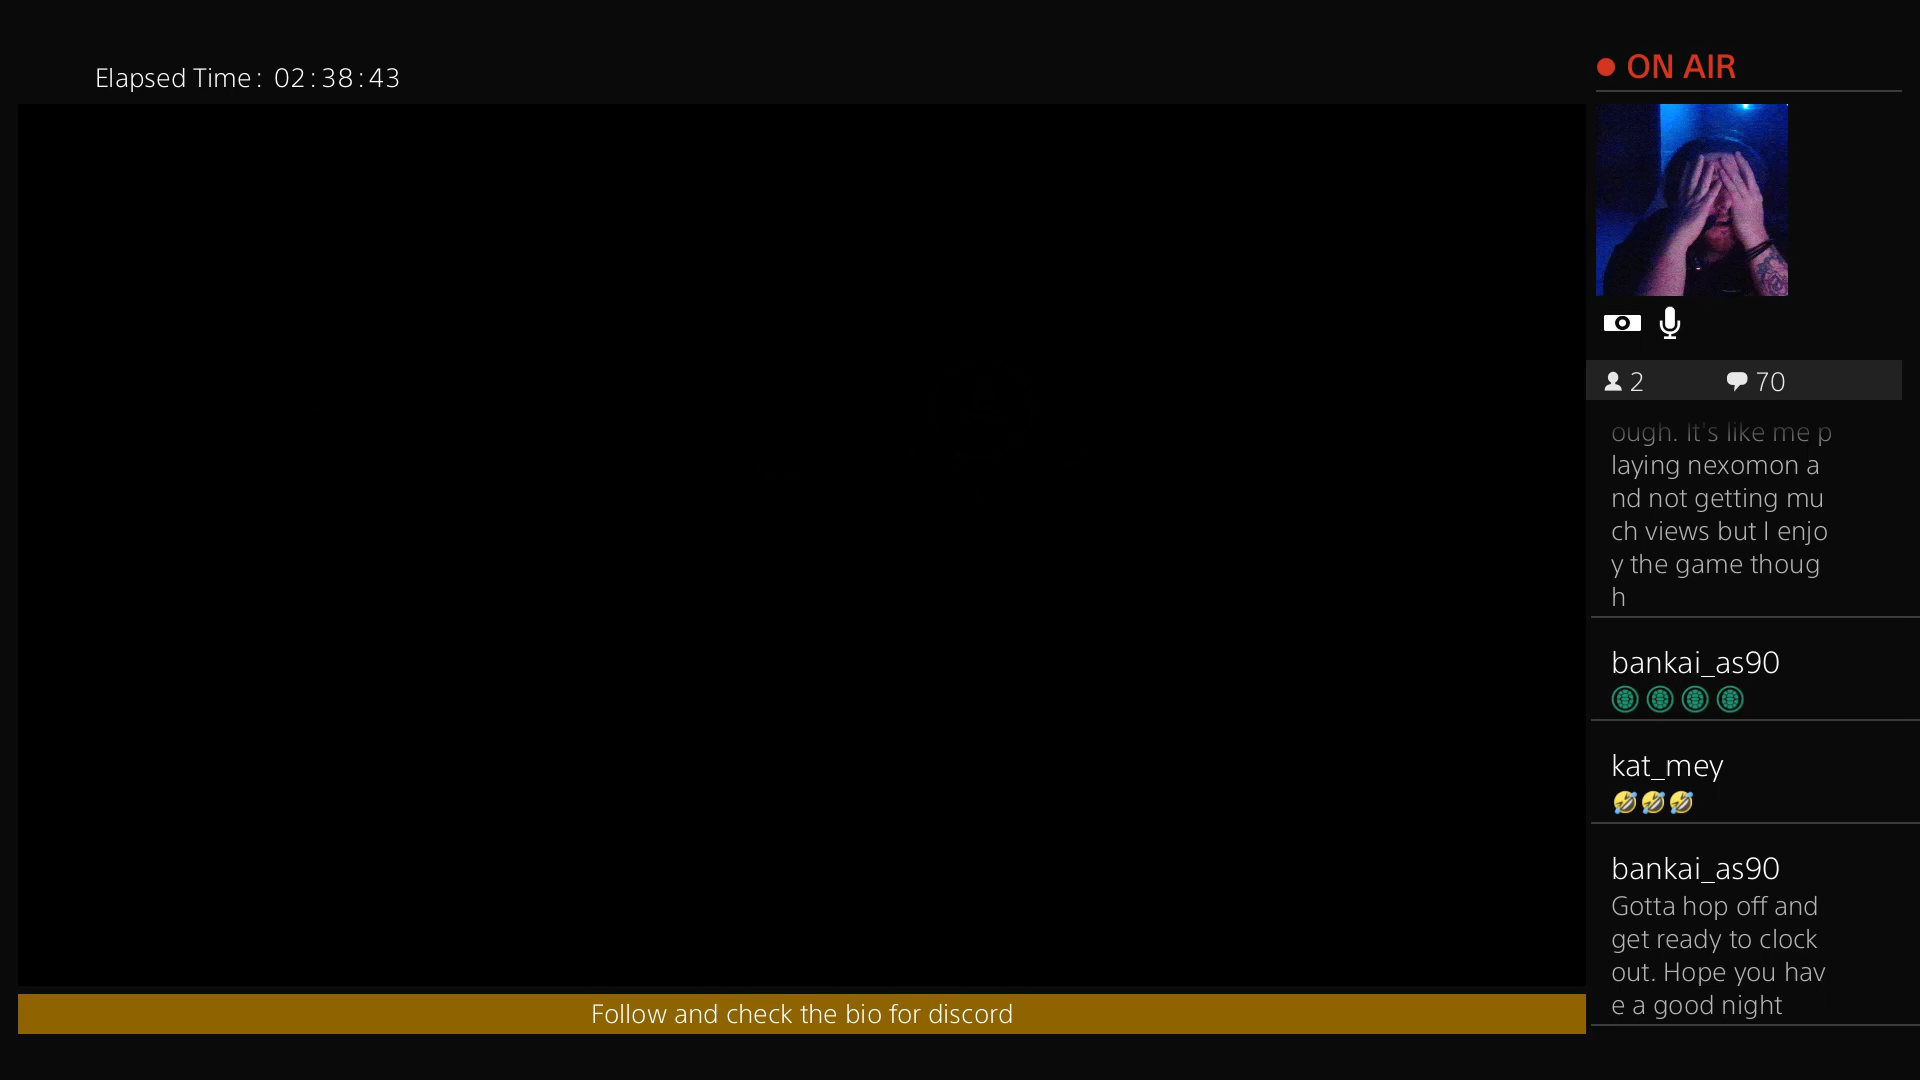 Elapsed Time: 02:38:43
ON AIR
2
70
ough. It's like me p
laying nexomon a
nd not getting mu
ch views but I enjo
y the game thoug
h
bankai_as90
kat_mey
bankai_as90
Gotta hop off and
get ready to clock
out. Hope you hav
e a good night
Follow and check the bio for discord